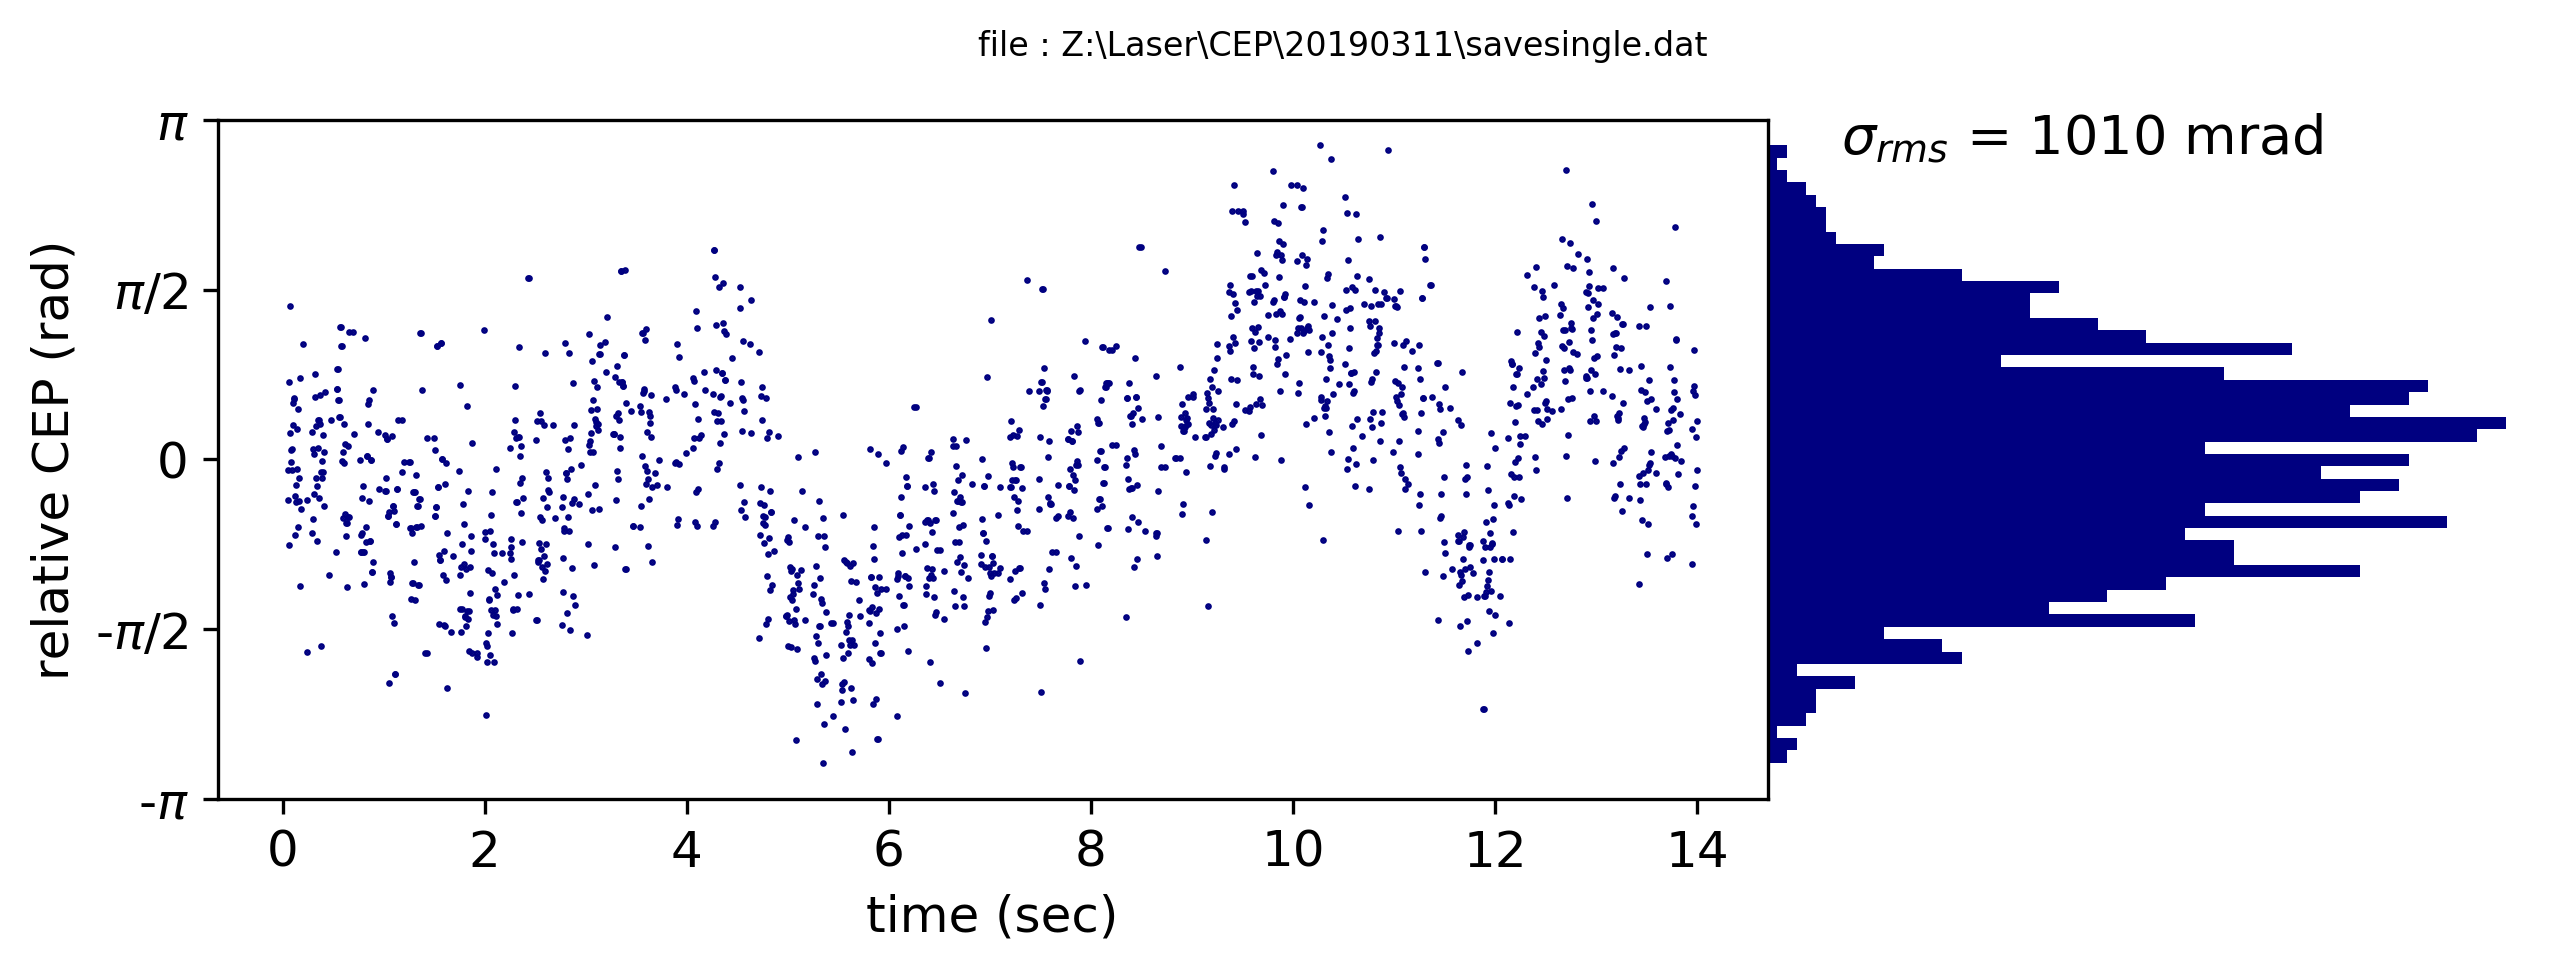 file : Z:\Laser\CEP\20190311\savesingle.dat
σrms = 1010 mrad
relative CEP (rad)
π
π/2
0
-π/2
-π
0 2 4 6 8 10 12 14
time (sec)